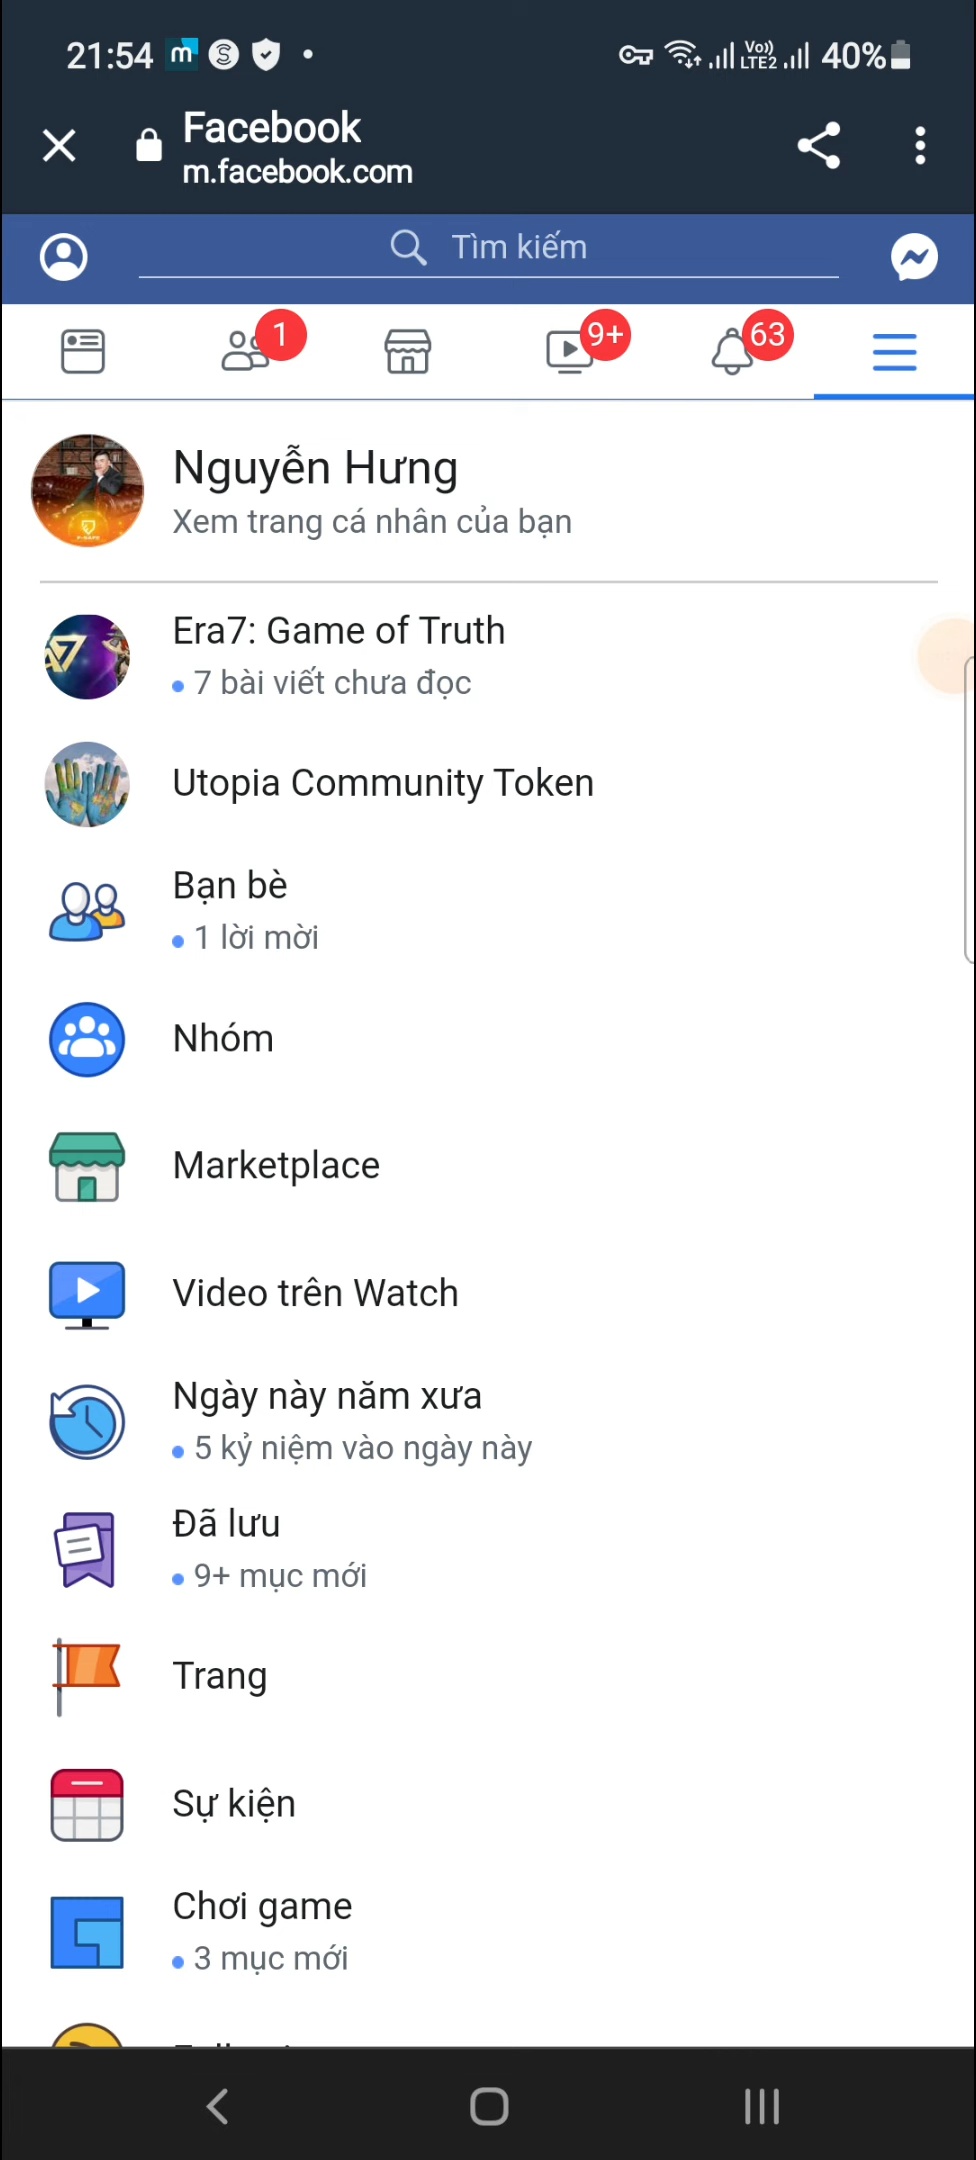 21:54
Vo))
LTE2
40%
Facebook
m.facebook.com
Tìm kiếm
1
9+
63
Nguyễn Hưng
Xem trang cá nhân của bạn
Era7: Game of Truth
7 bài viết chưa đọc
Utopia Community Token
Bạn bè
1 lời mời
Nhóm
Marketplace
Video trên Watch
Ngày này năm xưa
5 kỷ niệm vào ngày này
Đã lưu
9+ mục mới
Trang
Sự kiện
Chơi game
3 mục mới